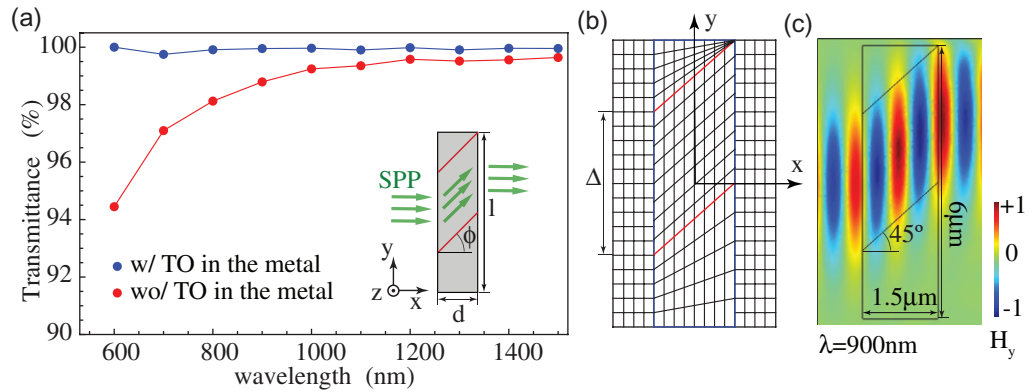 (a)
Transmittance (%)
100
98
96
94
92
90
600
800
1000
1200
1400
wavelength (nm)
w/ TO in the metal
wo/ TO in the metal
SPP
ϕ
l
d
y
z
x
(b)
y
x
Δ
(c)
45°
6μm
1.5μm
λ=900nm
+1
0
-1
H_y